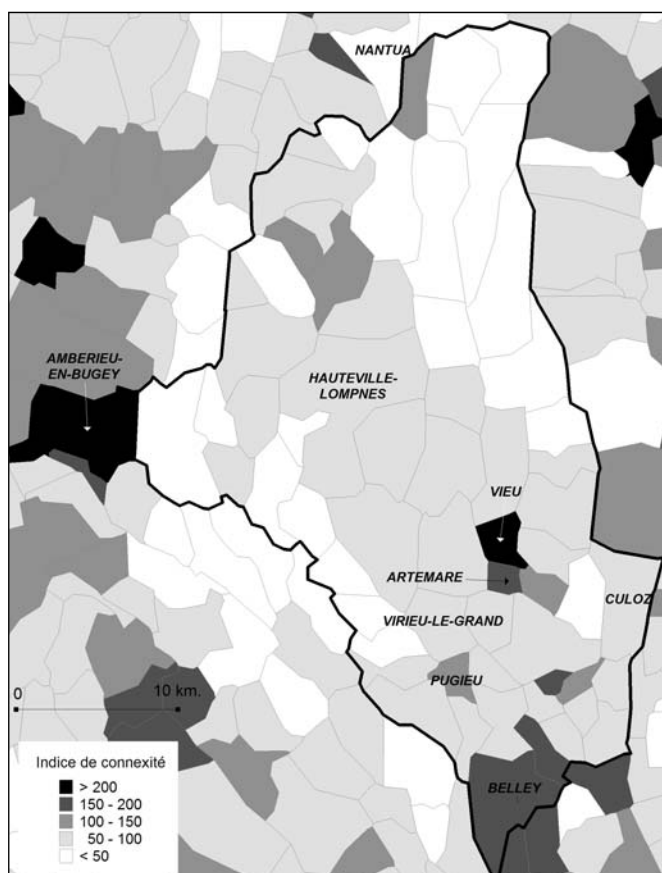 NANTUA
AMBERIEU-
EN-BUGEY
HAUTEVILLE-
LOMPNES
VIEU
ARTEMARE
CULOZ
VIRIEU-LE-GRAND
PUGIEU
0 10 km.
Indice de connexité
> 200
150 - 200
100 - 150
50 - 100
< 50
BELLEY